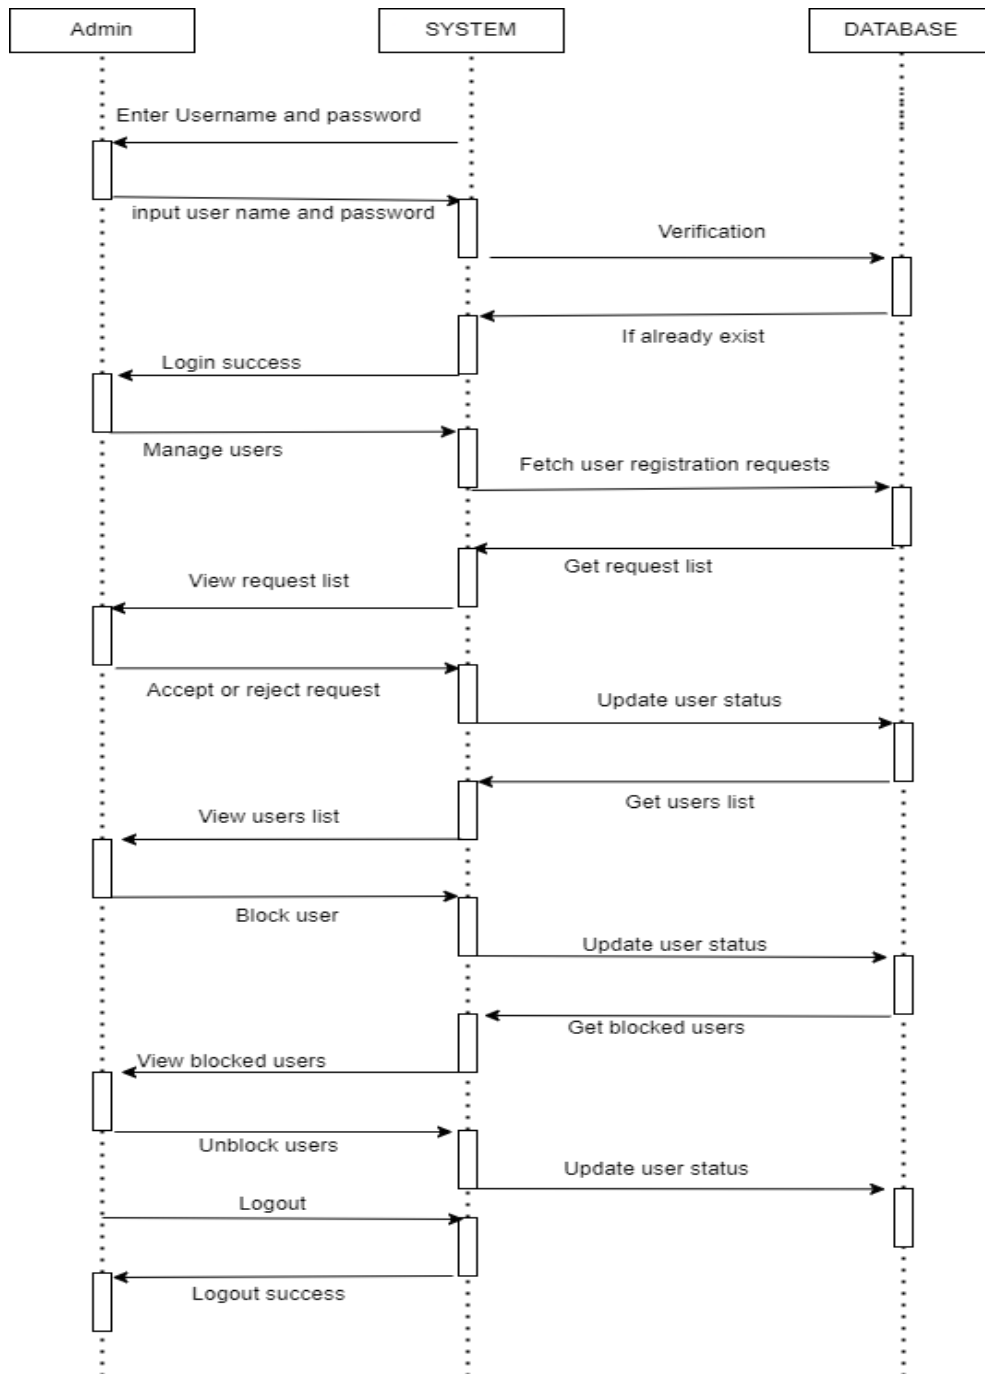 Admin
SYSTEM
DATABASE
Enter Username and password
input user name and password
Verification
If already exist
Login success
Manage users
Fetch user registration requests
Get request list
View request list
Accept or reject request
Update user status
Get users list
View users list
Block user
Update user status
Get blocked users
View blocked users
Unblock users
Update user status
Logout
Logout success